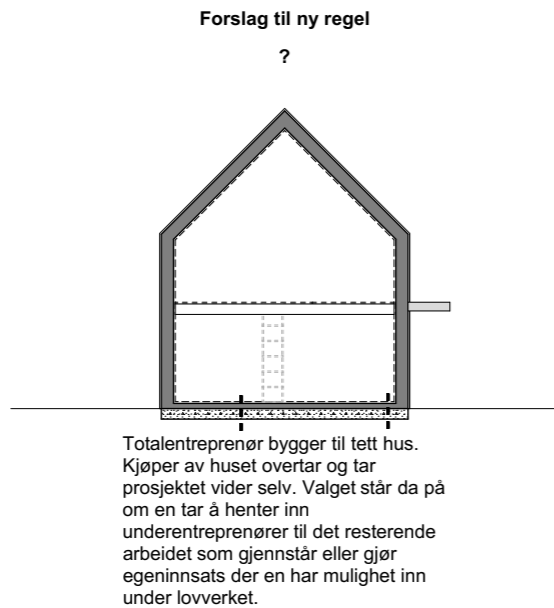 Forslag til ny regel
?
Totalentreprenør bygger til tett hus.
Kjøper av huset overtar og tar
prosjektet vider selv. Valget står da på
om en tar å henter inn
underentreprenører til det resterende
arbeidet som gjennstår eller gjør
egeninnsats der en har mulighet inn
under lovverket.